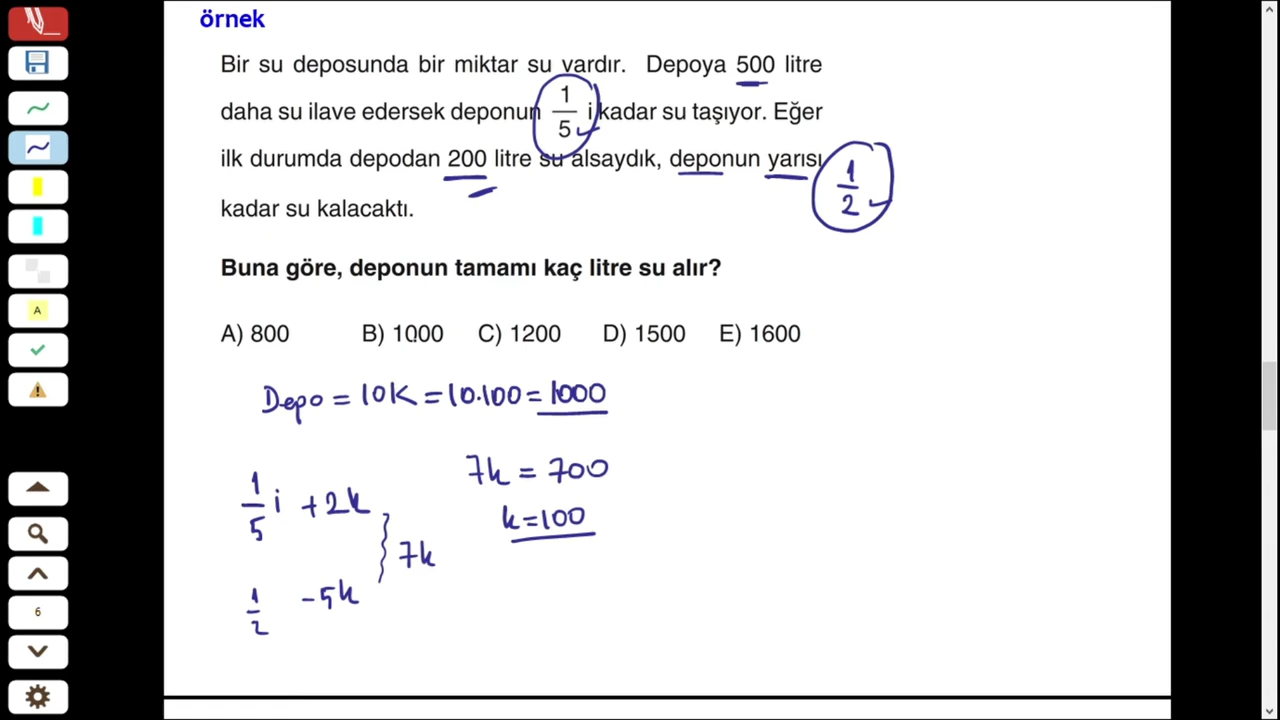 örnek
Bir su deposunda bir miktar su vardır. Depoya 500 litre
daha su ilave edersek deponun 1/5 i kadar su taşıyor. Eğer
ilk durumda depodan 200 litre su alsaydık, deponun yarısı 1/2
kadar su kalacaktı.
Buna göre, deponun tamamı kaç litre su alır?
A) 800 B) 1000 C) 1200 D) 1500 E) 1600
Depo = 10K = 10.100 = 1000
7k = 700
1/5 i + 2k
k = 100
7k
1/2 - 5k
A
6